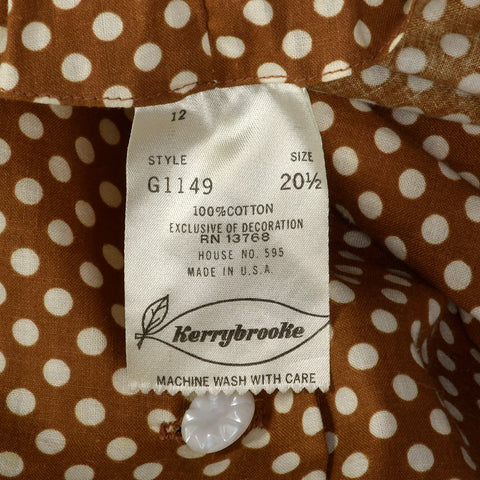 12
STYLE SIZE
G1149 20½
100% COTTON
EXCLUSIVE OF DECORATION
RN 13768
HOUSE NO. 595
MADE IN U.S.A.
Kerrybrooke
MACHINE WASH WITH CARE